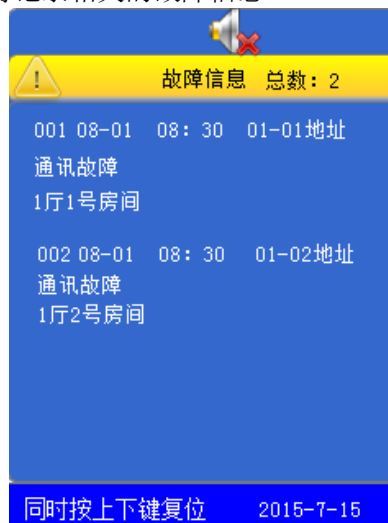 故障信息 总数：2
001 08-01 08：30 01-01地址
通讯故障
1厅1号房间
002 08-01 08：30 01-02地址
通讯故障
1厅2号房间
同时按上下键复位 2015-7-15